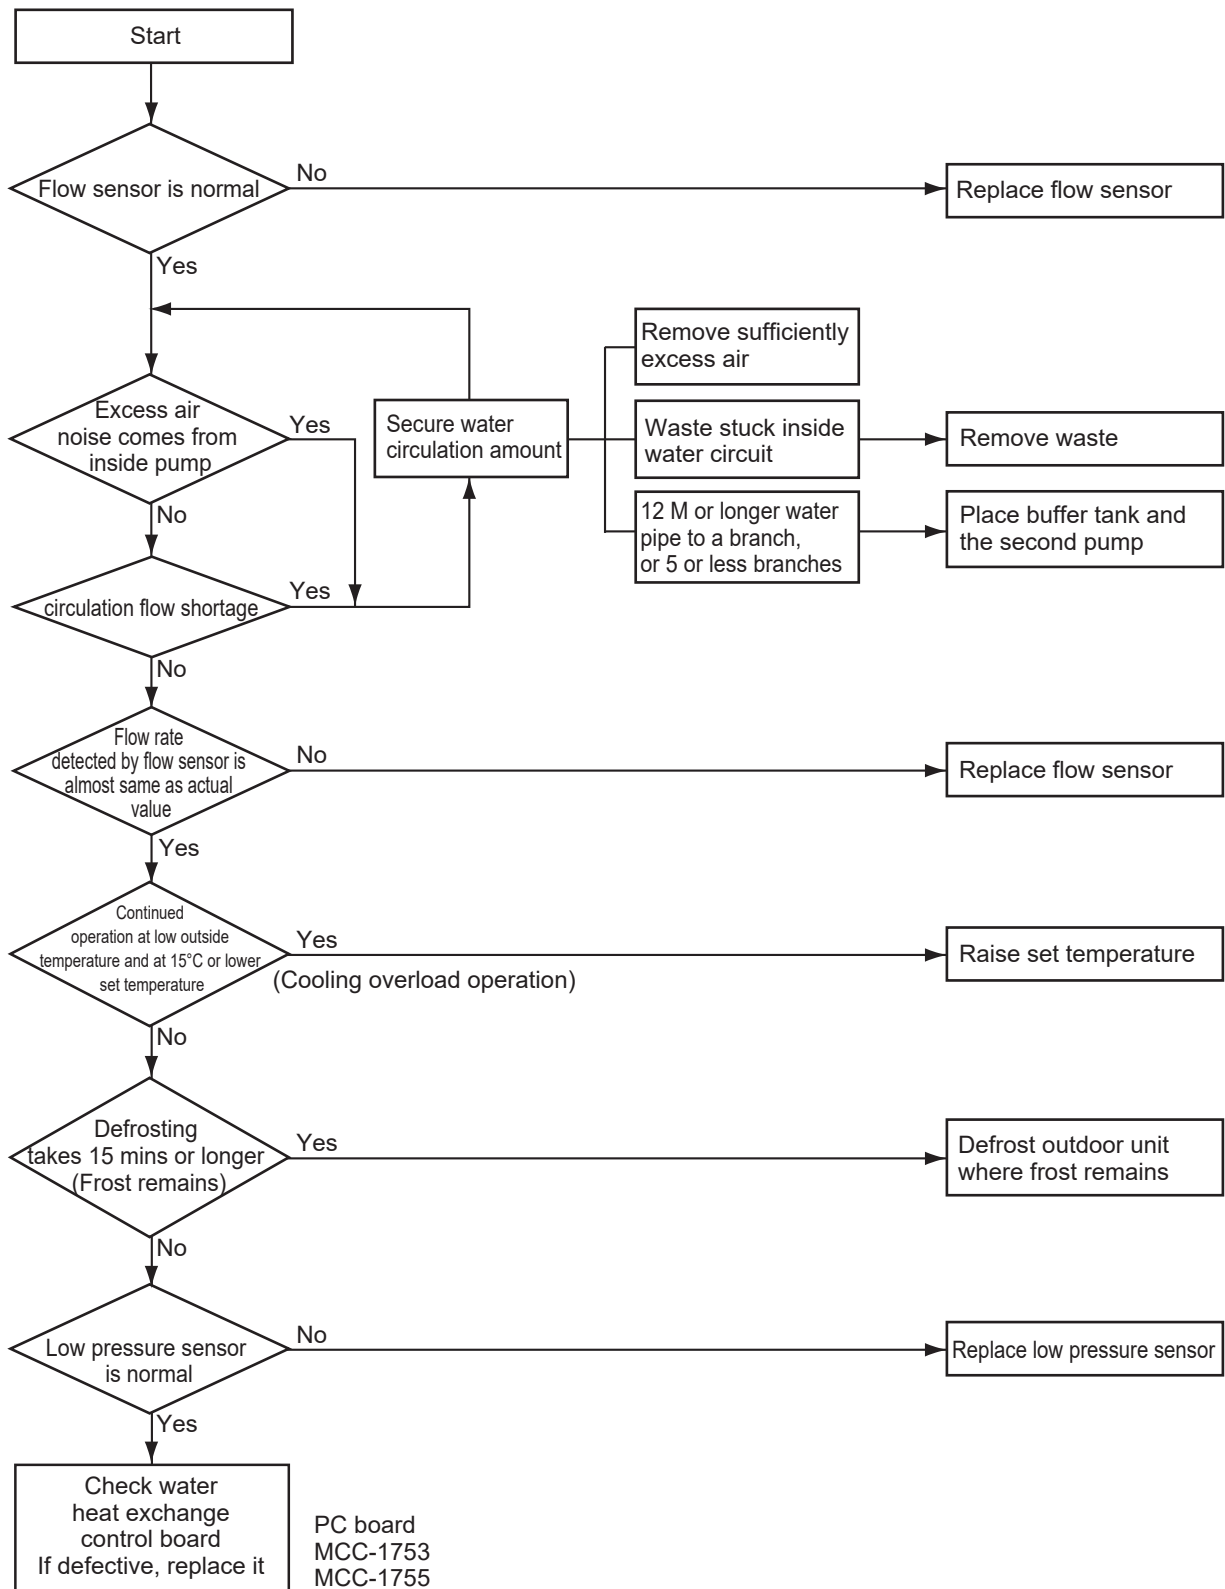 Start
Flow sensor is normal
No
Replace flow sensor
Yes
Excess air
noise comes from
inside pump
Yes
Secure water
circulation amount
Remove sufficiently
excess air
Waste stuck inside
water circuit
Remove waste
12 M or longer water
pipe to a branch,
or 5 or less branches
Place buffer tank and
the second pump
No
circulation flow shortage
Yes
No
Flow rate
detected by flow sensor is
almost same as actual
value
No
Replace flow sensor
Yes
Continued
operation at low outside
temperature and at 15°C or lower
set temperature
Yes
(Cooling overload operation)
Raise set temperature
No
Defrosting
takes 15 mins or longer
(Frost remains)
Yes
Defrost outdoor unit
where frost remains
No
Low pressure sensor
is normal
No
Replace low pressure sensor
Yes
Check water
heat exchange
control board
If defective, replace it
PC board
MCC-1753
MCC-1755